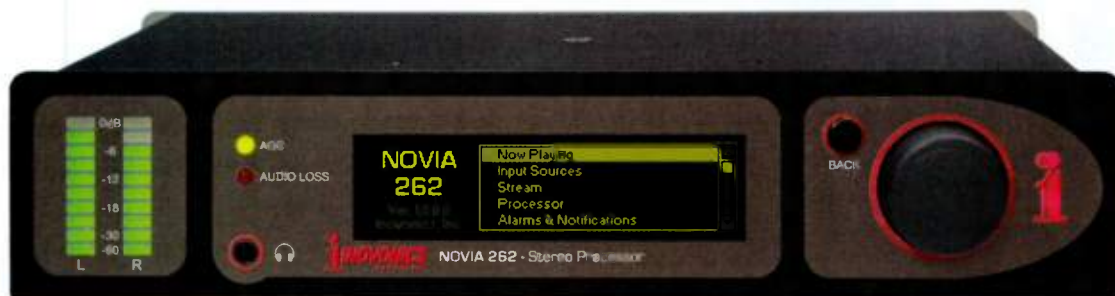 0dB
-6
-12
-18
-30
-60
L R
AGC
AUDIO LOSS
NOVIA
262
Now Playing
Input Sources
Stream
Processor
Alarms & Notifications
INOVONICS
NOVIA 262 - Stereo Processor
BACK
i